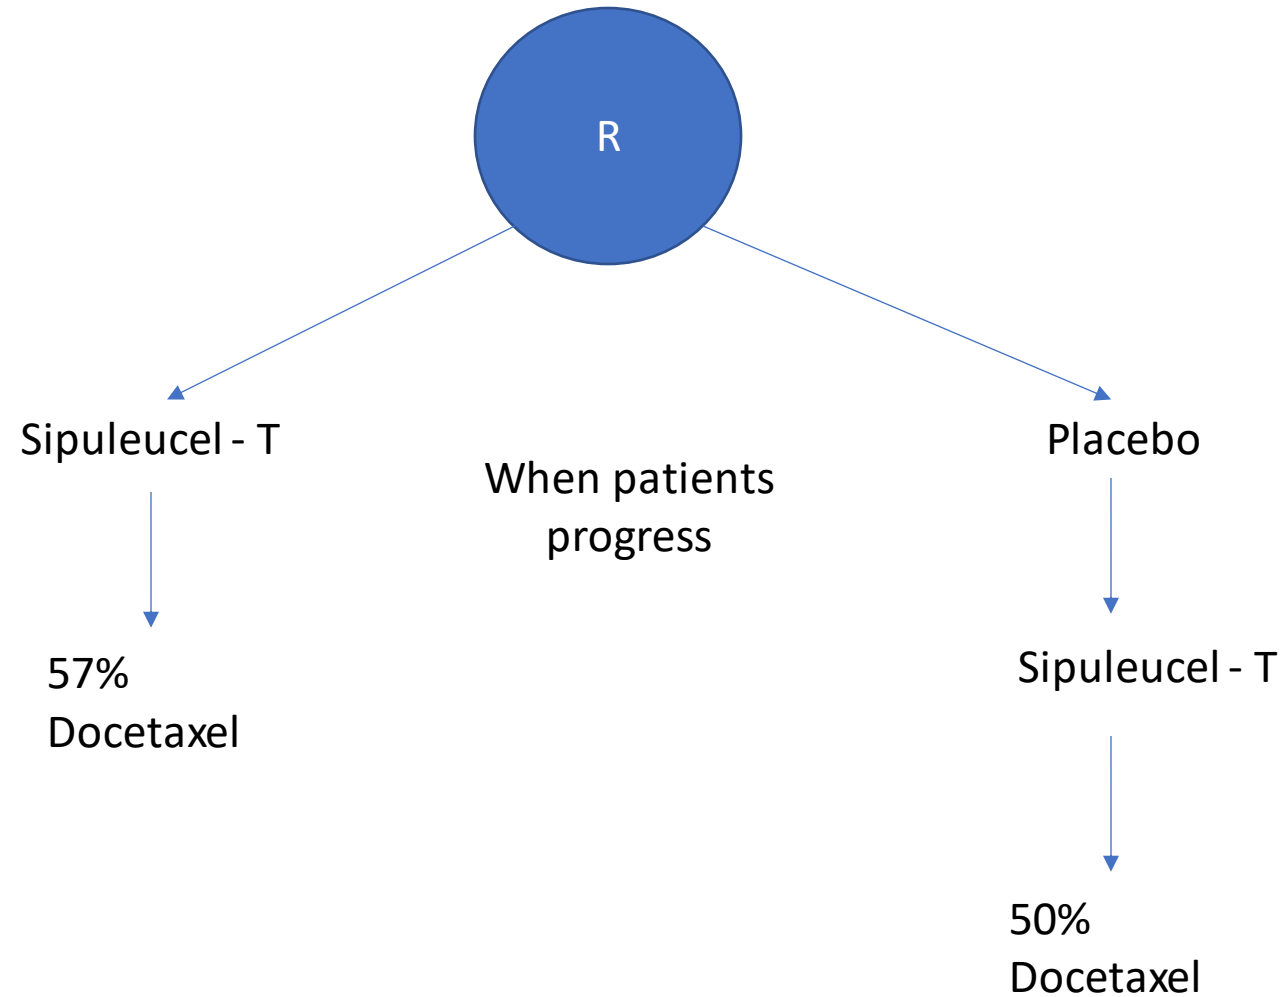 R
Sipuleucel - T
Placebo
When patients
progress
57%
Docetaxel
Sipuleucel - T
50%
Docetaxel